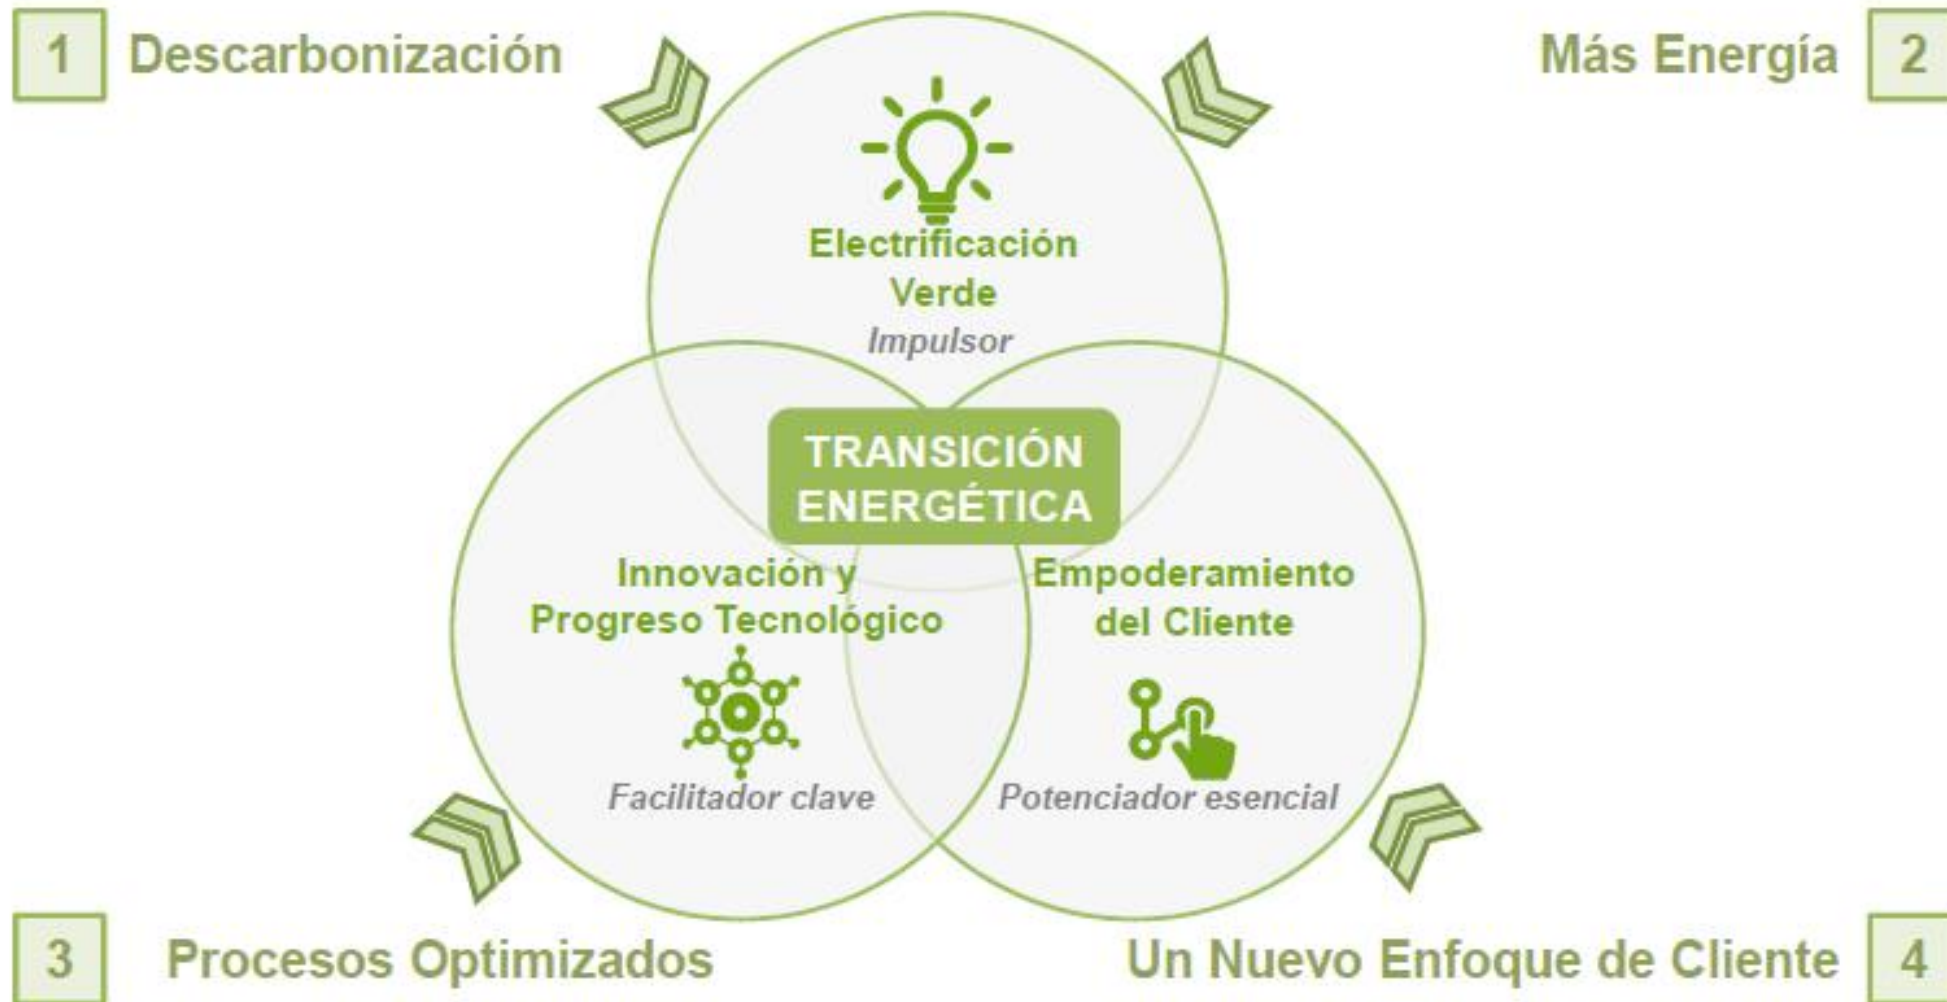 1 Descarbonización
Más Energía 2
Electrificación
Verde
Impulsor
TRANSICIÓN
ENERGÉTICA
Innovación y
Progreso Tecnológico
Facilitador clave
Empoderamiento
del Cliente
Potenciador esencial
3 Procesos Optimizados
Un Nuevo Enfoque de Cliente 4